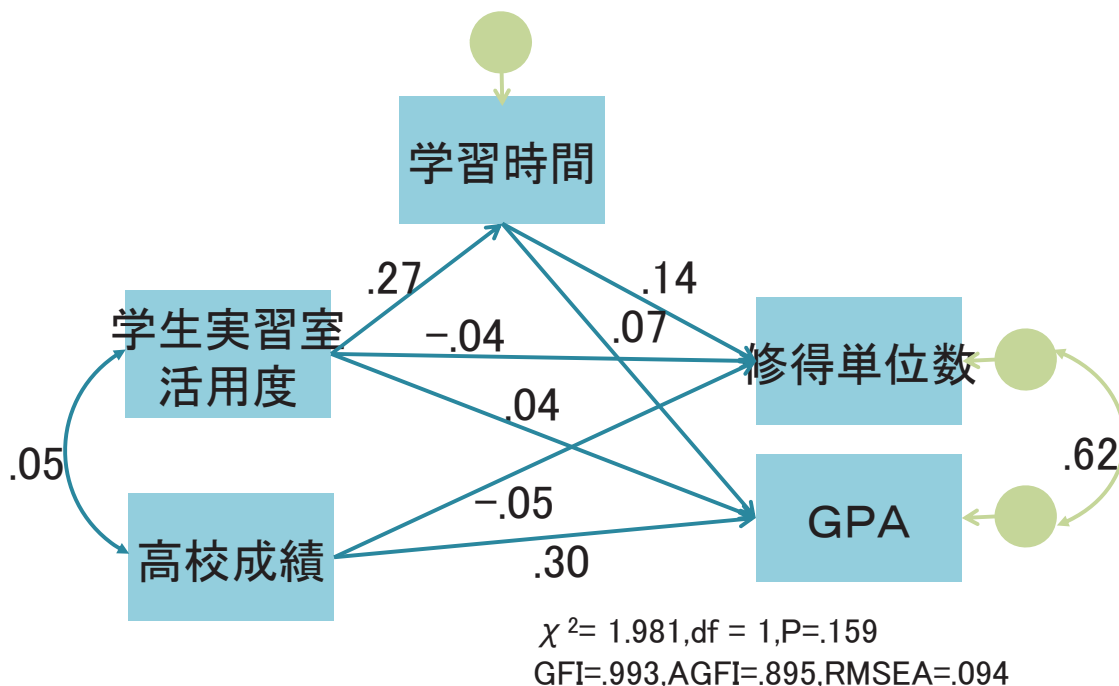 学習時間
.27
.14
学生実習室
活用度
-.04
.07
修得単位数
.04
.05
.62
-.05
GPA
高校成績
.30
χ²= 1.981,df = 1,P=.159
GFI=.993,AGFI=.895,RMSEA=.094